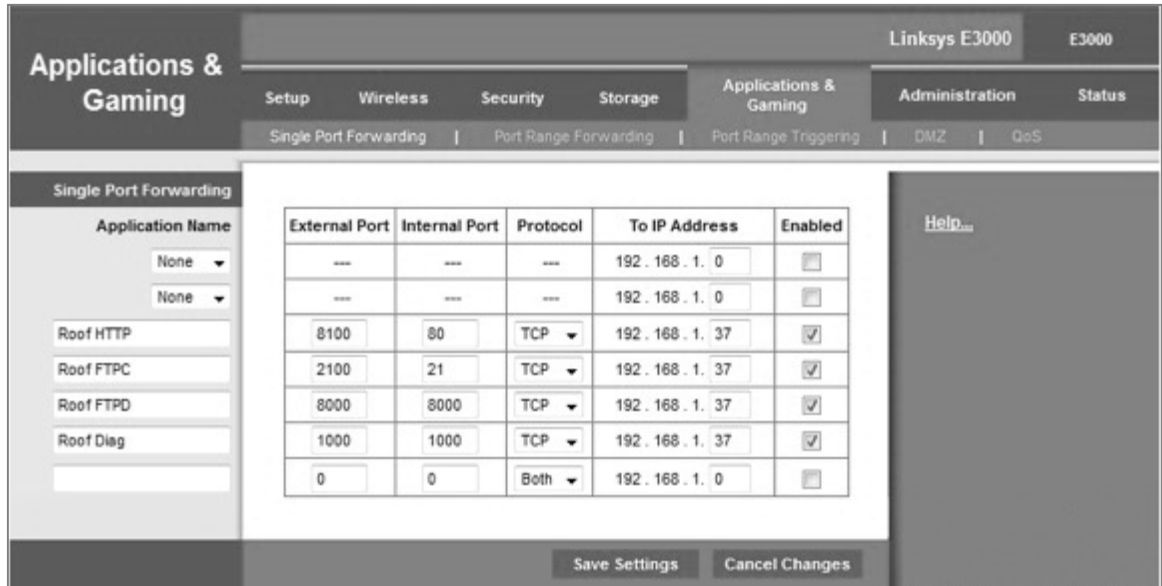 Linksys E3000 E3000
Applications &
Gaming
Setup Wireless Security Storage Applications & Gaming Administration Status
Single Port Forwarding | Port Range Forwarding | Port Range Triggering | DMZ | QoS
Single Port Forwarding
Application Name External Port Internal Port Protocol To IP Address Enabled
Help...
None --- --- --- 192 . 168 . 1. 0
None --- --- --- 192 . 168 . 1. 0
Roof HTTP 8100 80 TCP 192 . 168 . 1. 37
Roof FTPC 2100 21 TCP 192 . 168 . 1. 37
Roof FTPD 8000 8000 TCP 192 . 168 . 1. 37
Roof Diag 1000 1000 TCP 192 . 168 . 1. 37
0 0 Both 192 . 168 . 1. 0
Save Settings Cancel Changes